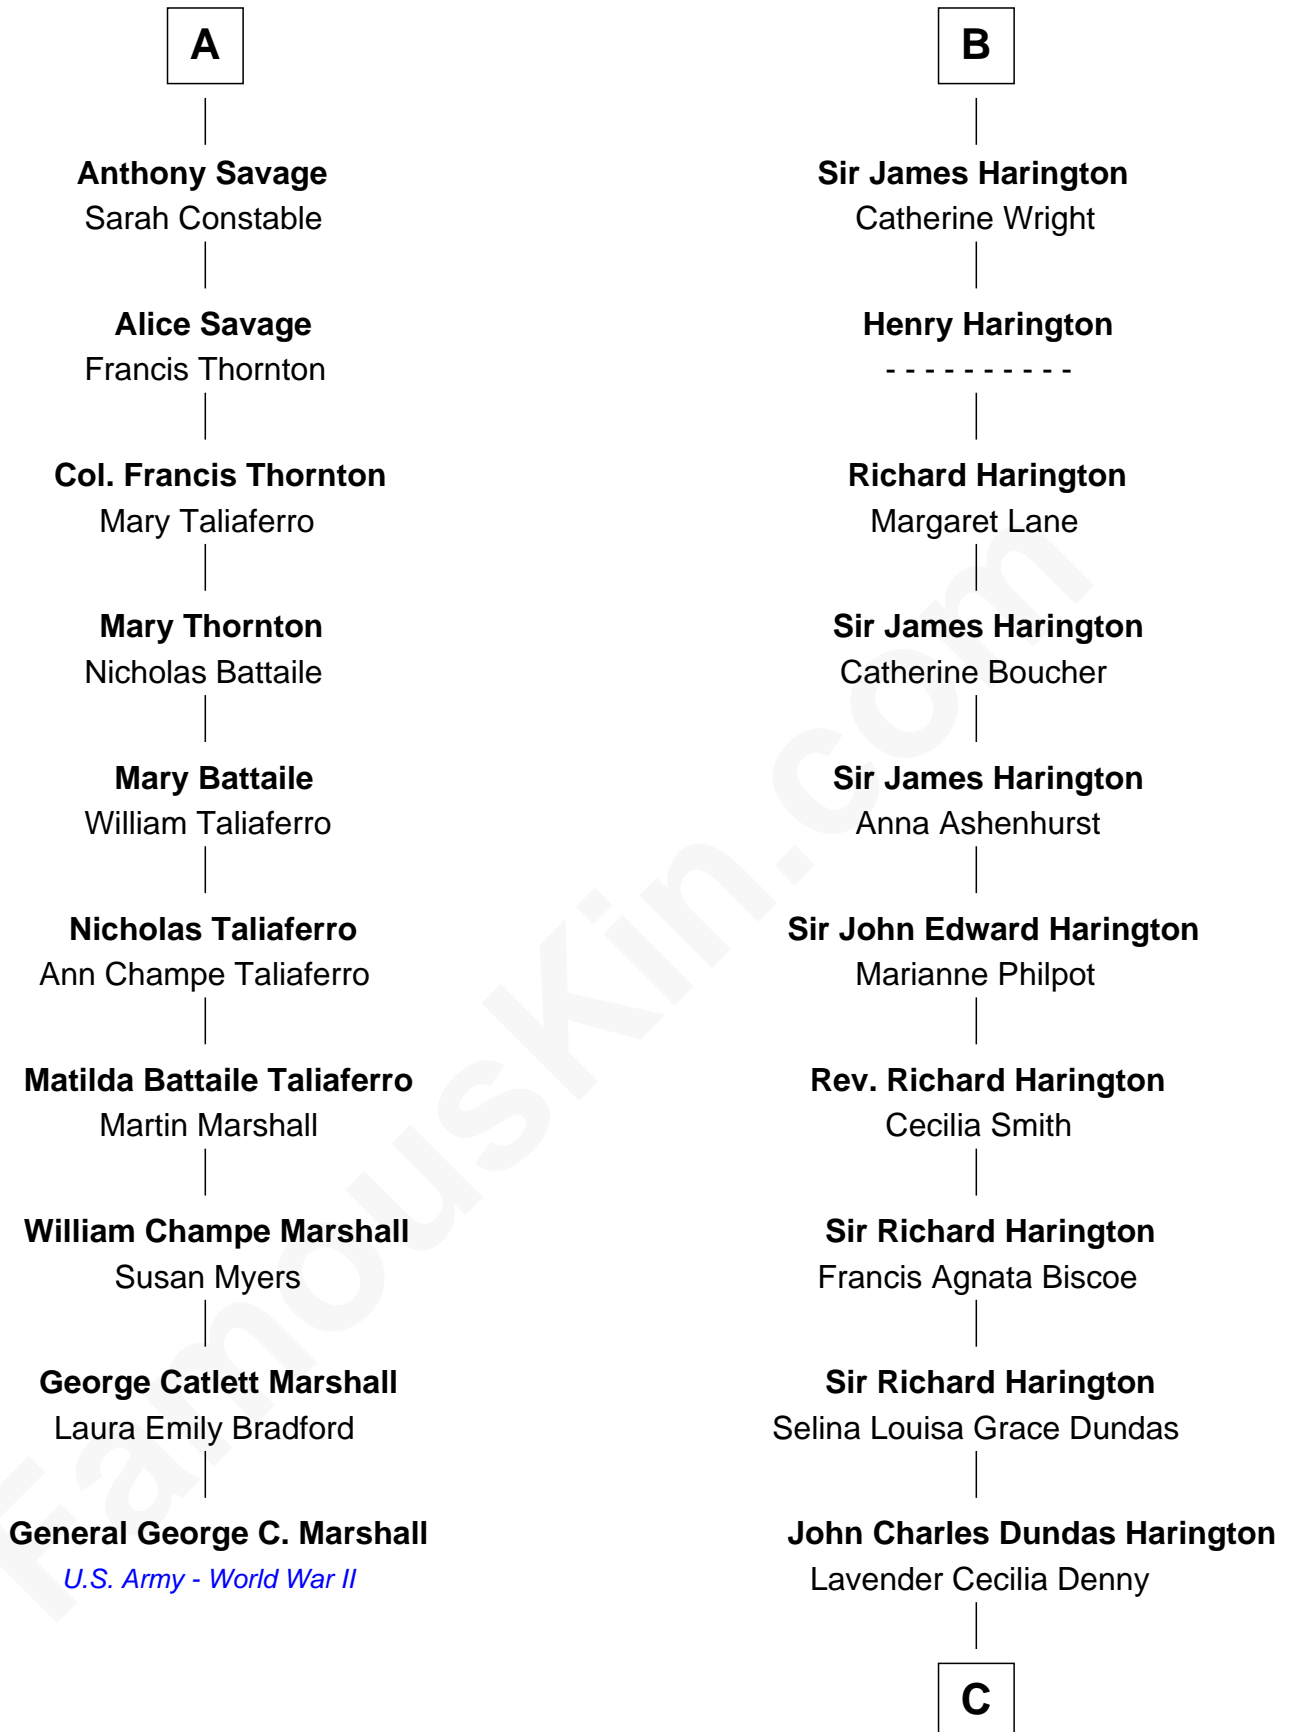 A
Anthony Savage
Sarah Constable
Alice Savage
Francis Thornton
Col. Francis Thornton
Mary Taliaferro
Mary Thornton
Nicholas Battaile
Mary Battaile
William Taliaferro
Nicholas Taliaferro
Ann Champe Taliaferro
Matilda Battaile Taliaferro
Martin Marshall
William Champe Marshall
Susan Myers
George Catlett Marshall
Laura Emily Bradford
General George C. Marshall
U.S. Army - World War II
B
Sir James Harington
Catherine Wright
Henry Harington
- - - - - - - - - -
Richard Harington
Margaret Lane
Sir James Harington
Catherine Boucher
Sir James Harington
Anna Ashenhurst
Sir John Edward Harington
Marianne Philpot
Rev. Richard Harington
Cecilia Smith
Sir Richard Harington
Francis Agnata Biscoe
Sir Richard Harington
Selina Louisa Grace Dundas
John Charles Dundas Harington
Lavender Cecilia Denny
C
FamousKin.com